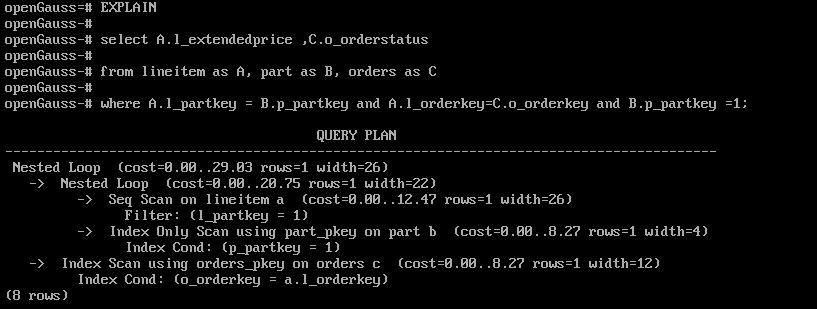 openGauss=# EXPLAIN
openGauss-#
openGauss-# select A.l_extendedprice ,C.o_orderstatus
openGauss-#
openGauss-# from lineitem as A, part as B, orders as C
openGauss-#
openGauss-# where A.l_partkey = B.p_partkey and A.l_orderkey=C.o_orderkey and B.p_partkey =1;
QUERY PLAN
-----------------------------------------------------------------------------------------
Nested Loop (cost=0.00..29.03 rows=1 width=26)
-> Nested Loop (cost=0.00..20.75 rows=1 width=22)
-> Seq Scan on lineitem a (cost=0.00..12.47 rows=1 width=26)
Filter: (l_partkey = 1)
-> Index Only Scan using part_pkey on part b (cost=0.00..8.27 rows=1 width=4)
Index Cond: (p_partkey = 1)
-> Index Scan using orders_pkey on orders c (cost=0.00..8.27 rows=1 width=12)
Index Cond: (o_orderkey = a.l_orderkey)
(8 rows)